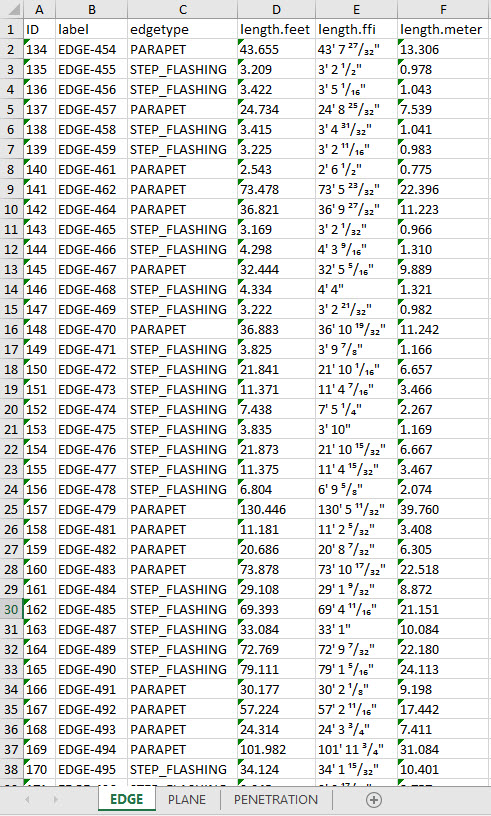 A B C D E F
1 ID label edgetype length.feet length.ffi length.meter
2 134 EDGE-454 PARAPET 43.655 43' 7 27/32" 13.306
3 135 EDGE-455 STEP_FLASHING 3.209 3' 2 1/2" 0.978
4 136 EDGE-456 STEP_FLASHING 3.422 3' 5 1/16" 1.043
5 137 EDGE-457 PARAPET 24.734 24' 8 25/32" 7.539
6 138 EDGE-458 STEP_FLASHING 3.415 3' 4 31/32" 1.041
7 139 EDGE-459 STEP_FLASHING 3.225 3' 2 11/16" 0.983
8 140 EDGE-461 PARAPET 2.543 2' 6 1/2" 0.775
9 141 EDGE-462 PARAPET 73.478 73' 5 23/32" 22.396
10 142 EDGE-464 PARAPET 36.821 36' 9 27/32" 11.223
11 143 EDGE-465 STEP_FLASHING 3.169 3' 2 1/32" 0.966
12 144 EDGE-466 STEP_FLASHING 4.298 4' 3 9/16" 1.310
13 145 EDGE-467 PARAPET 32.444 32' 5 5/16" 9.889
14 146 EDGE-468 STEP_FLASHING 4.334 4' 4" 1.321
15 147 EDGE-469 STEP_FLASHING 3.222 3' 2 21/32" 0.982
16 148 EDGE-470 PARAPET 36.883 36' 10 19/32" 11.242
17 149 EDGE-471 STEP_FLASHING 3.825 3' 9 7/8" 1.166
18 150 EDGE-472 STEP_FLASHING 21.841 21' 10 1/16" 6.657
19 151 EDGE-473 STEP_FLASHING 11.371 11' 4 7/16" 3.466
20 152 EDGE-474 STEP_FLASHING 7.438 7' 5 1/4" 2.267
21 153 EDGE-475 STEP_FLASHING 3.835 3' 10" 1.169
22 154 EDGE-476 STEP_FLASHING 21.873 21' 10 15/32" 6.667
23 155 EDGE-477 STEP_FLASHING 11.375 11' 4 15/32" 3.467
24 156 EDGE-478 STEP_FLASHING 6.804 6' 9 5/8" 2.074
25 157 EDGE-479 PARAPET 130.446 130' 5 11/32" 39.760
26 158 EDGE-481 PARAPET 11.181 11' 2 5/32" 3.408
27 159 EDGE-482 PARAPET 20.686 20' 8 7/32" 6.305
28 160 EDGE-483 PARAPET 73.878 73' 10 17/32" 22.518
29 161 EDGE-484 STEP_FLASHING 29.108 29' 1 9/32" 8.872
30 162 EDGE-485 STEP_FLASHING 69.393 69' 4 11/16" 21.151
31 163 EDGE-487 STEP_FLASHING 33.084 33' 1" 10.084
32 164 EDGE-489 STEP_FLASHING 72.769 72' 9 7/32" 22.180
33 165 EDGE-490 STEP_FLASHING 79.111 79' 1 5/16" 24.113
34 166 EDGE-491 PARAPET 30.177 30' 2 1/8" 9.198
35 167 EDGE-492 PARAPET 57.224 57' 2 11/16" 17.442
36 168 EDGE-493 PARAPET 24.314 24' 3 3/4" 7.411
37 169 EDGE-494 PARAPET 101.982 101' 11 3/4" 31.084
38 170 EDGE-495 STEP_FLASHING 34.124 34' 1 15/32" 10.401
EDGE PLANE PENETRATION